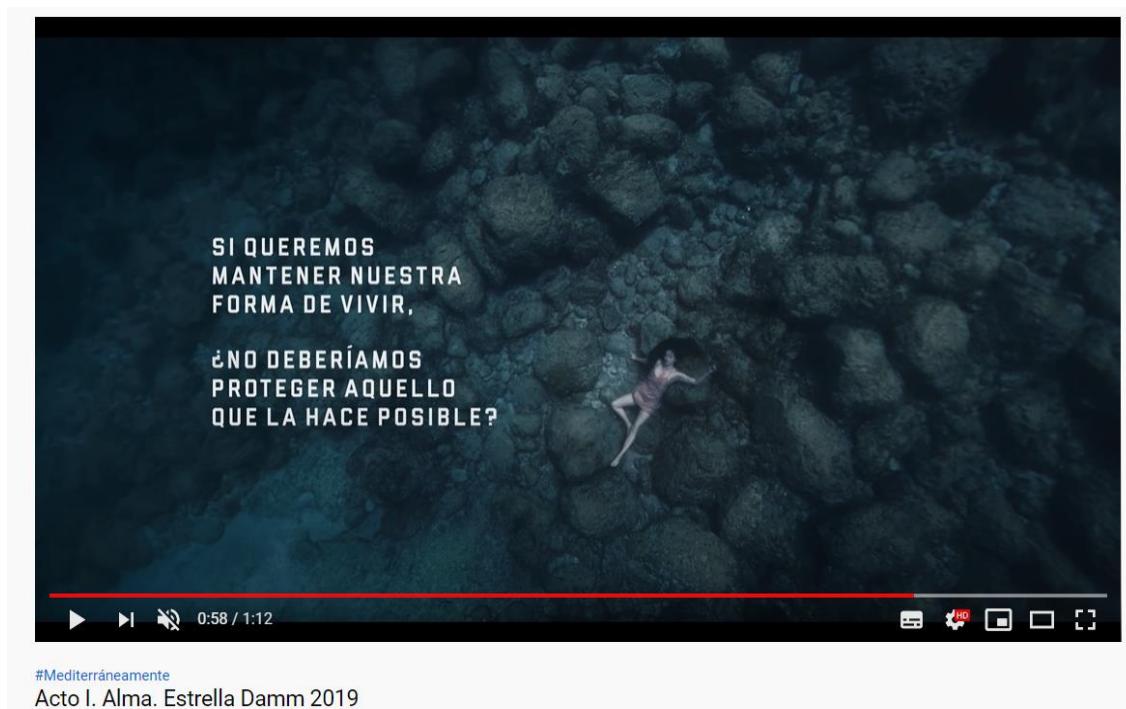 SI QUEREMOS
MANTENER NUESTRA
FORMA DE VIVIR,
¿NO DEBERÍAMOS
PROTEGER AQUELLO
QUE LA HACE POSIBLE?
0:58 / 1:12
HD
#Mediterráneamente
Acto I. Alma. Estrella Damm 2019